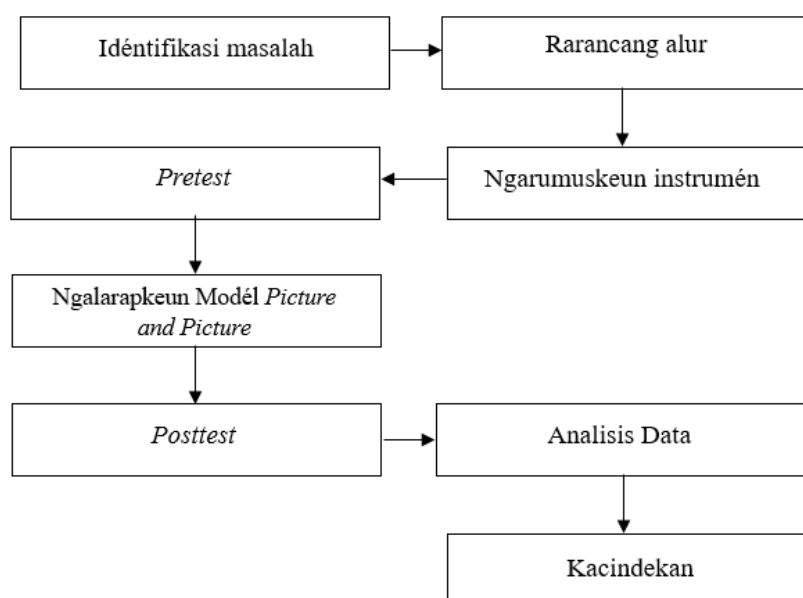 Idéntifikasi masalah
Rarancang alur
Ngarumuskeun instrumén
Pretest
Ngalarapkeun Modél Picture
and Picture
Posttest
Analisis Data
Kacindekan